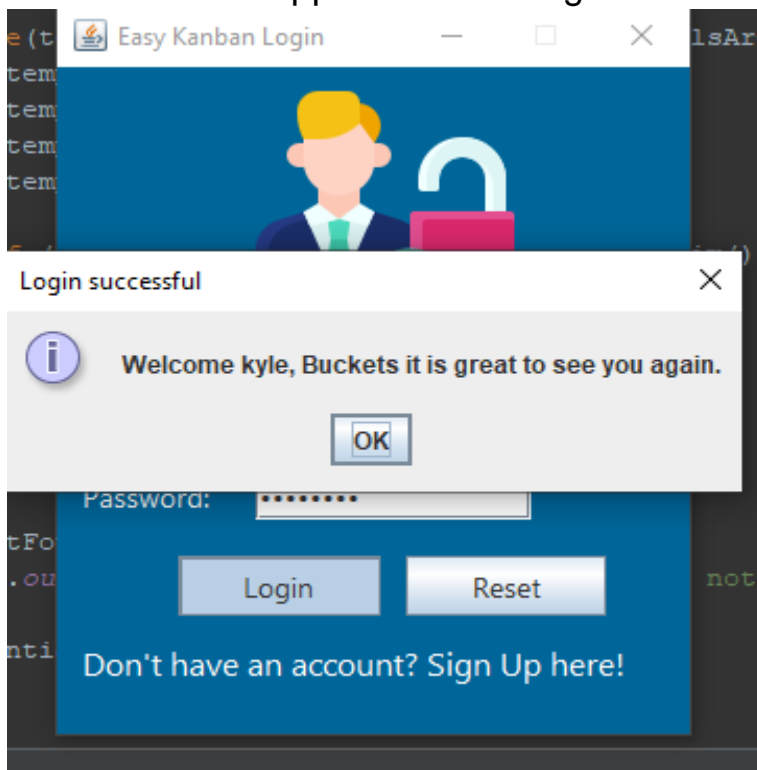 Easy Kanban Login
Login successful
Welcome kyle, Buckets it is great to see you again.
OK
Password:
Login
Reset
not
Don't have an account? Sign Up here!